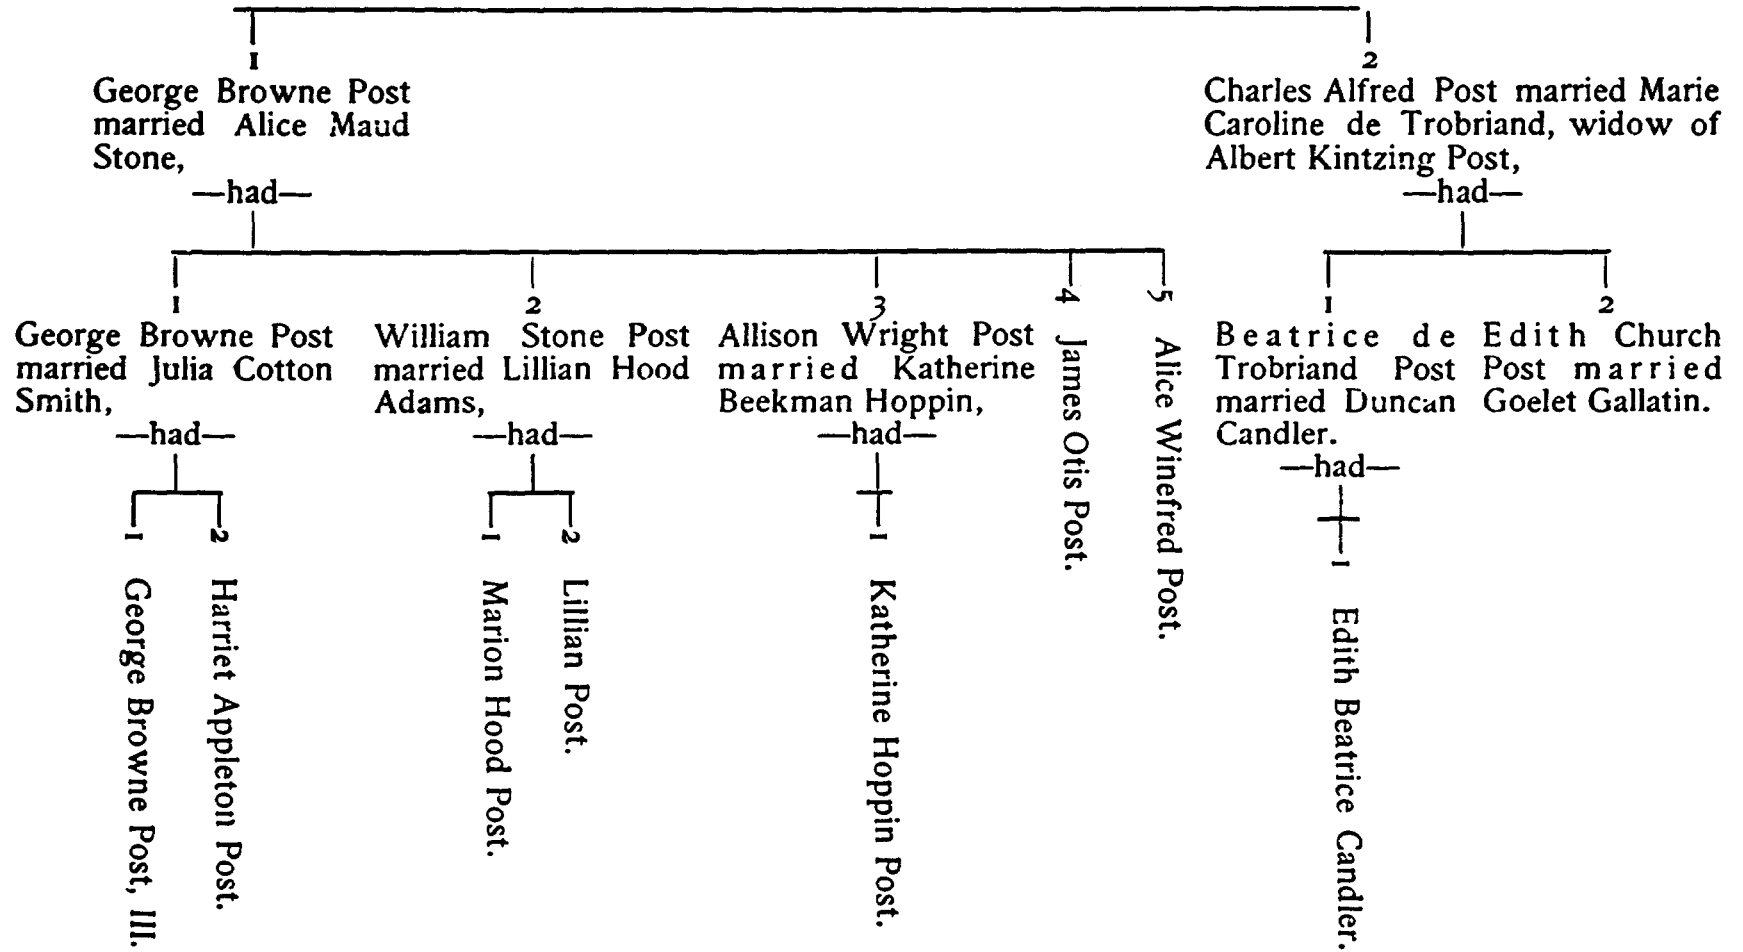 1
George Browne Post
married Alice Maud
Stone,
—had—
2
Charles Alfred Post married Marie
Caroline de Trobriand, widow of
Albert Kintzing Post,
—had—
1
George Browne Post
married Julia Cotton
Smith,
—had—
2
William Stone Post
married Lillian Hood
Adams,
—had—
3
Allison Wright Post
married Katherine
Beekman Hoppin,
—had—
4 James Otis Post.
5 Alice Winefred Post.
1
Beatrice de
Trobriand Post
married Duncan
Candler.
—had—
2
Edith Church
Post married
Goelet Gallatin.
1 George Browne Post, III.
2 Harriet Appleton Post.
1 Marion Hood Post.
2 Lillian Post.
1 Katherine Hoppin Post.
1 Edith Beatrice Candler.